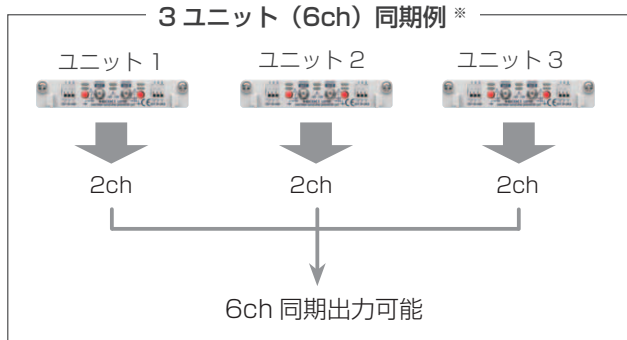 3 ユニット（6ch）同期例 ※
ユニット 1
ユニット 2
ユニット 3
2ch
2ch
2ch
6ch 同期出力可能